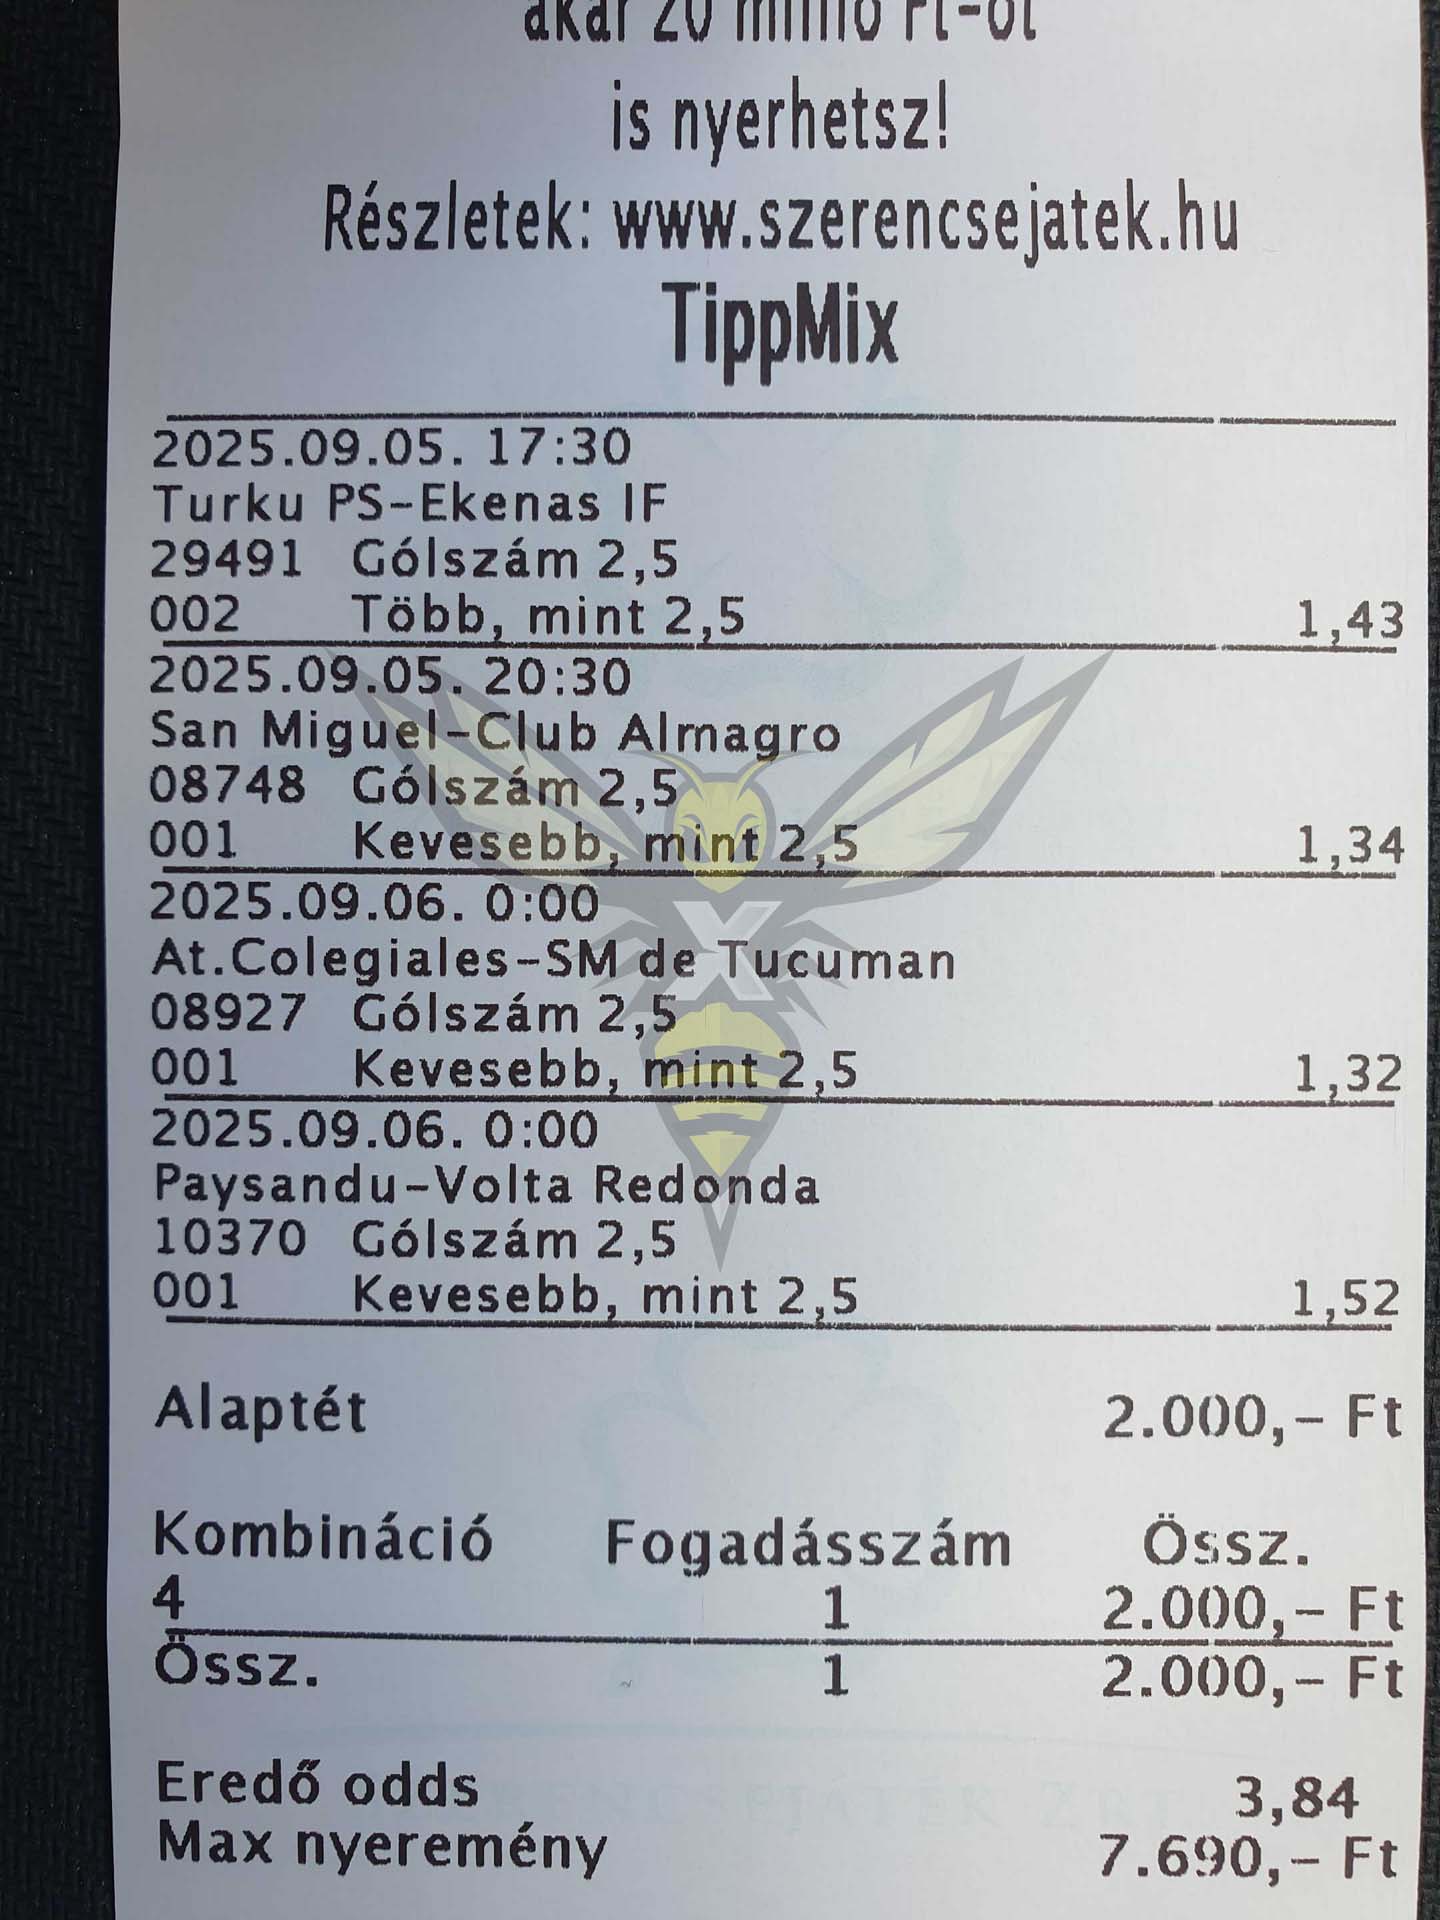 akár 20 millió Ft-ot
is nyerhetsz!
Részletek: www.szerencsejatek.hu
TippMix
2025.09.05. 17:30
Turku PS-Ekenas IF
29491 Gólszám 2,5
002 Több, mint 2,5 1,43
2025.09.05. 20:30
San Miguel-Club Almagro
08748 Gólszám 2,5
001 Kevesebb, mint 2,5 1,34
2025.09.06. 0:00
At.Colegiales-SM de Tucuman
08927 Gólszám 2,5
001 Kevesebb, mint 2,5 1,32
2025.09.06. 0:00
Paysandu-Volta Redonda
10370 Gólszám 2,5
001 Kevesebb, mint 2,5 1,52
Alaptét 2.000,- Ft
Kombináció Fogadásszám Össz.
4 1 2.000,- Ft
Össz. 1 2.000,- Ft
Eredő odds 3,84
Max nyeremény 7.690,- Ft
X